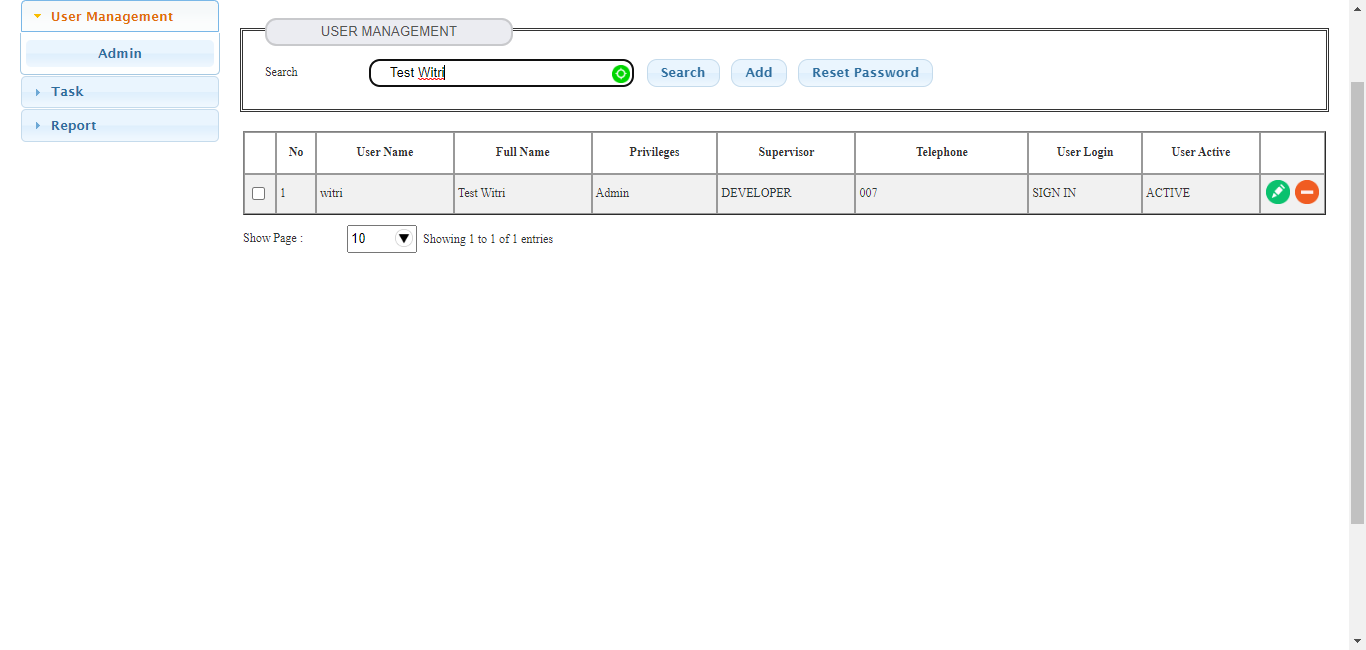 User Management
Admin
Task
Report
USER MANAGEMENT
Search Test Witri Search Add Reset Password
No User Name Full Name Privileges Supervisor Telephone User Login User Active
1 witri Test Witri Admin DEVELOPER 007 SIGN IN ACTIVE
Show Page : 10 Showing 1 to 1 of 1 entries